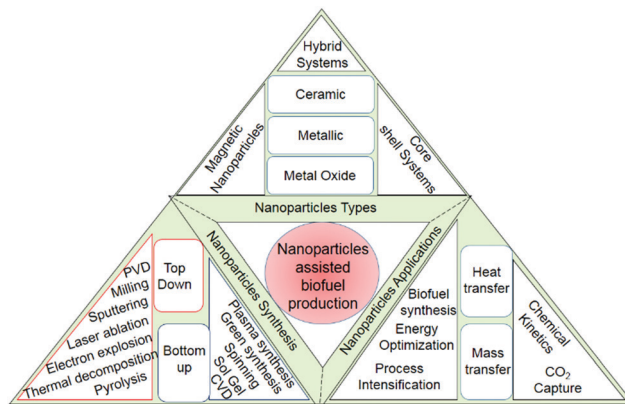 Hybrid
Systems
Ceramic
Metallic
Metal Oxide
Magnetic
Nanoparticles
Core
shell Systems
Nanoparticles Types
Nanoparticles Synthesis
Nanoparticles Applications
Nanoparticles
assisted
biofuel
production
PVD
Milling
Sputtering
Laser ablation
Electron explosion
Thermal decomposition
Pyrolysis
Top
Down
Bottom
up
Plasma synthesis
Green synthesis
Spinning
Sol Gel
CVD
Biofuel
synthesis
Energy
Optimization
Process
Intensification
Heat
transfer
Mass
transfer
Chemical
Kinetics
CO₂
Capture